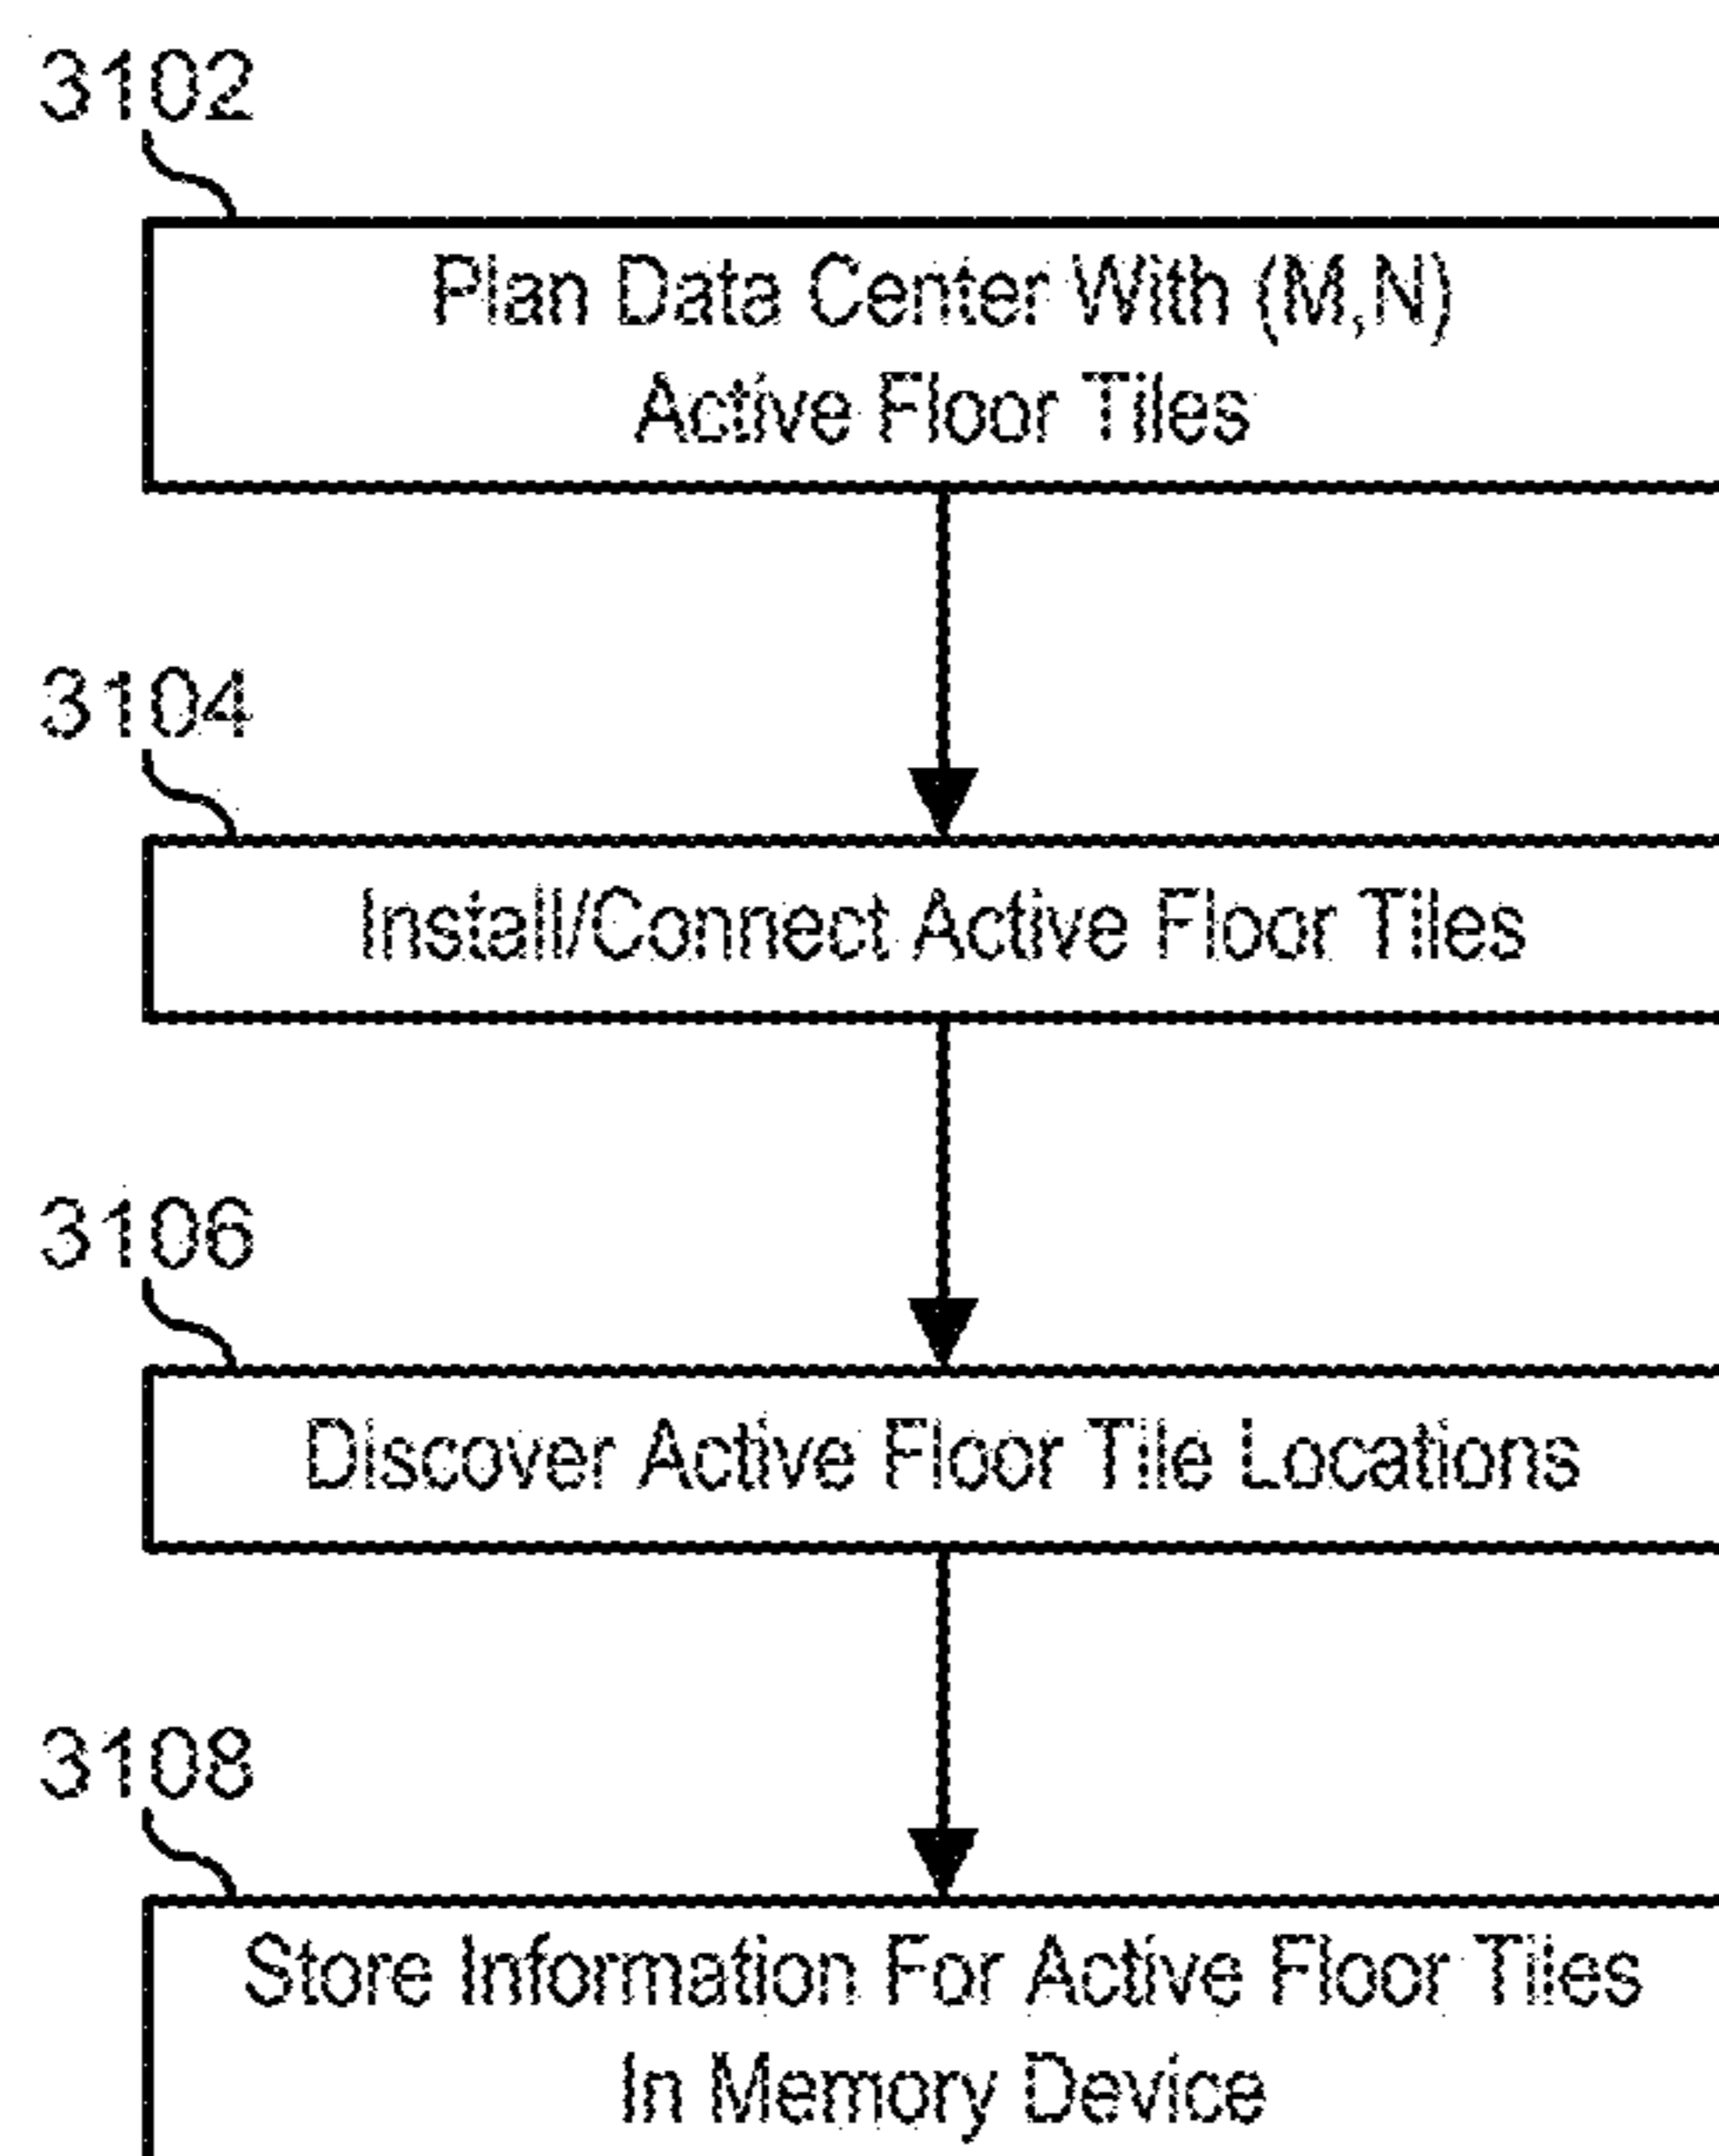 3102
Plan Data Center With (M,N)
Active Floor Tiles
3104
Install/Connect Active Floor Tiles
3106
Discover Active Floor Tile Locations
3108
Store Information For Active Floor Tiles
In Memory Device